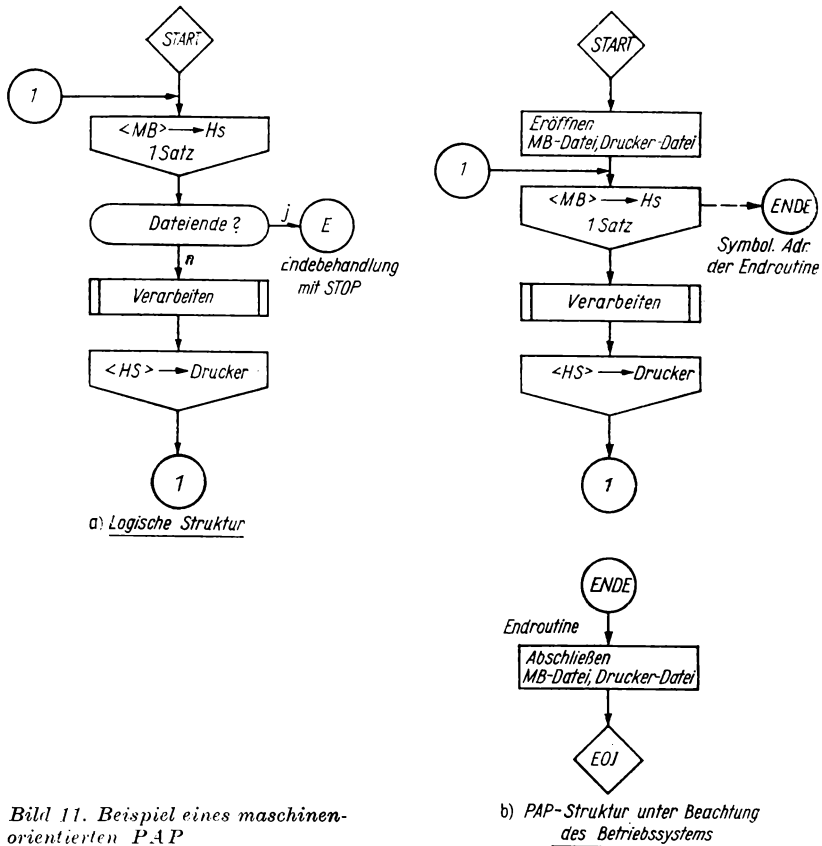 START
1
<MB> → Hs
1 Satz
Dateiende ?
j
E
n
Endebehandlung
mit STOP
Verarbeiten
<HS> → Drucker
1
a) Logische Struktur
START
Eröffnen
MB-Datei, Drucker-Datei
1
<MB> → Hs
1 Satz
ENDE
Symbol. Adr.
der Endroutine
Verarbeiten
<HS> → Drucker
1
ENDE
Endroutine
Abschließen
MB-Datei, Drucker-Datei
EOJ
b) PAP-Struktur unter Beachtung
des Betriebssystems
Bild 11. Beispiel eines maschinen-
orientierten PAP